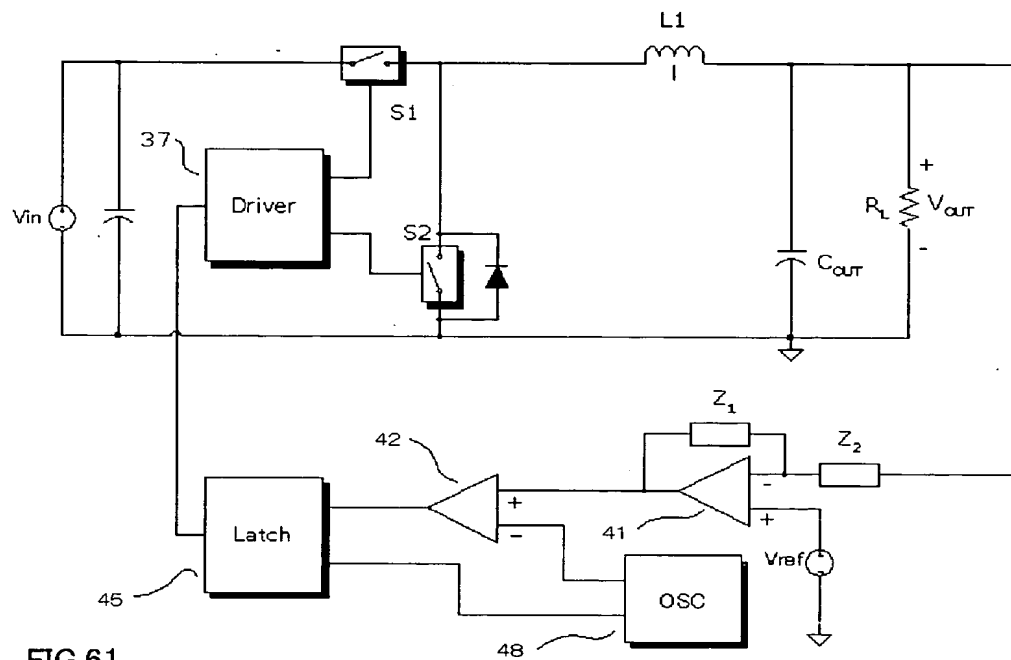 L1
S1
37
Driver
Vin
S2
+
R_L
V_OUT
-
C_OUT
Z_1
Z_2
42
+
-
41
-
+
Latch
Vref
45
OSC
48
FIG.61